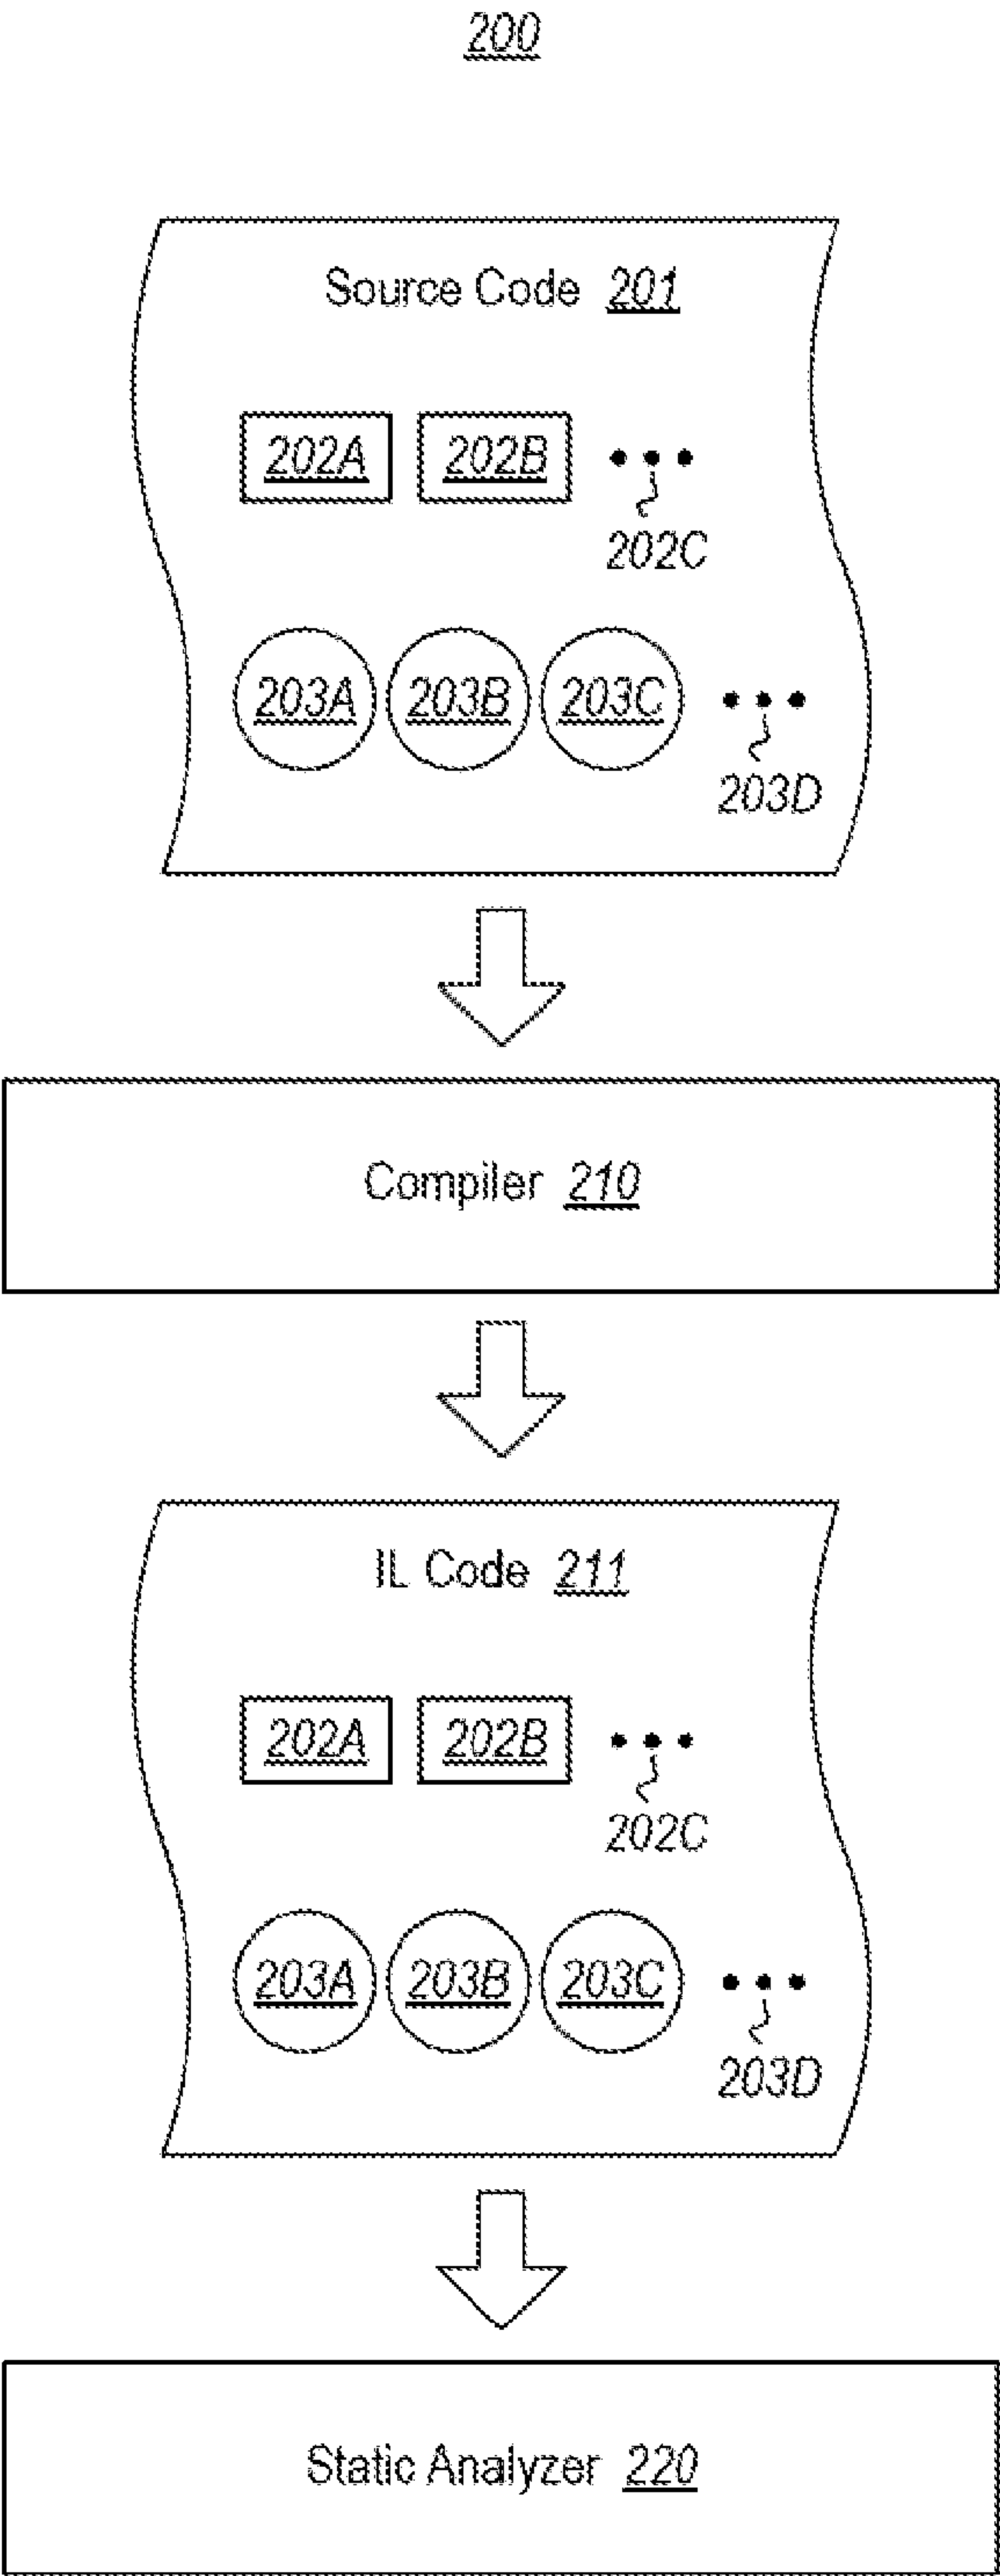 200
Source Code 201
202A 202B
202C
203A 203B 203C
203D
Compiler 210
IL Code 211
202A 202B
202C
203A 203B 203C
203D
Static Analyzer 220